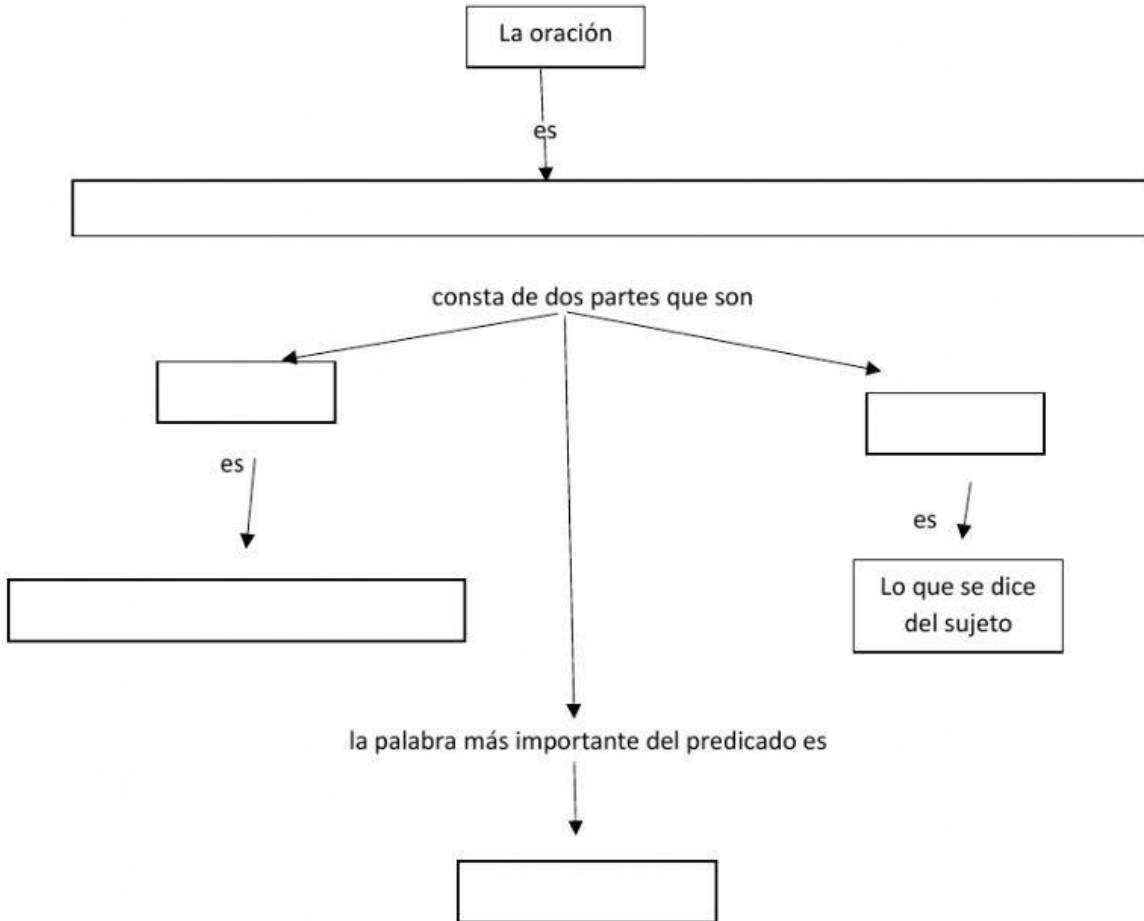 La oración
es
consta de dos partes que son
es
es
Lo que se dice
del sujeto
la palabra más importante del predicado es